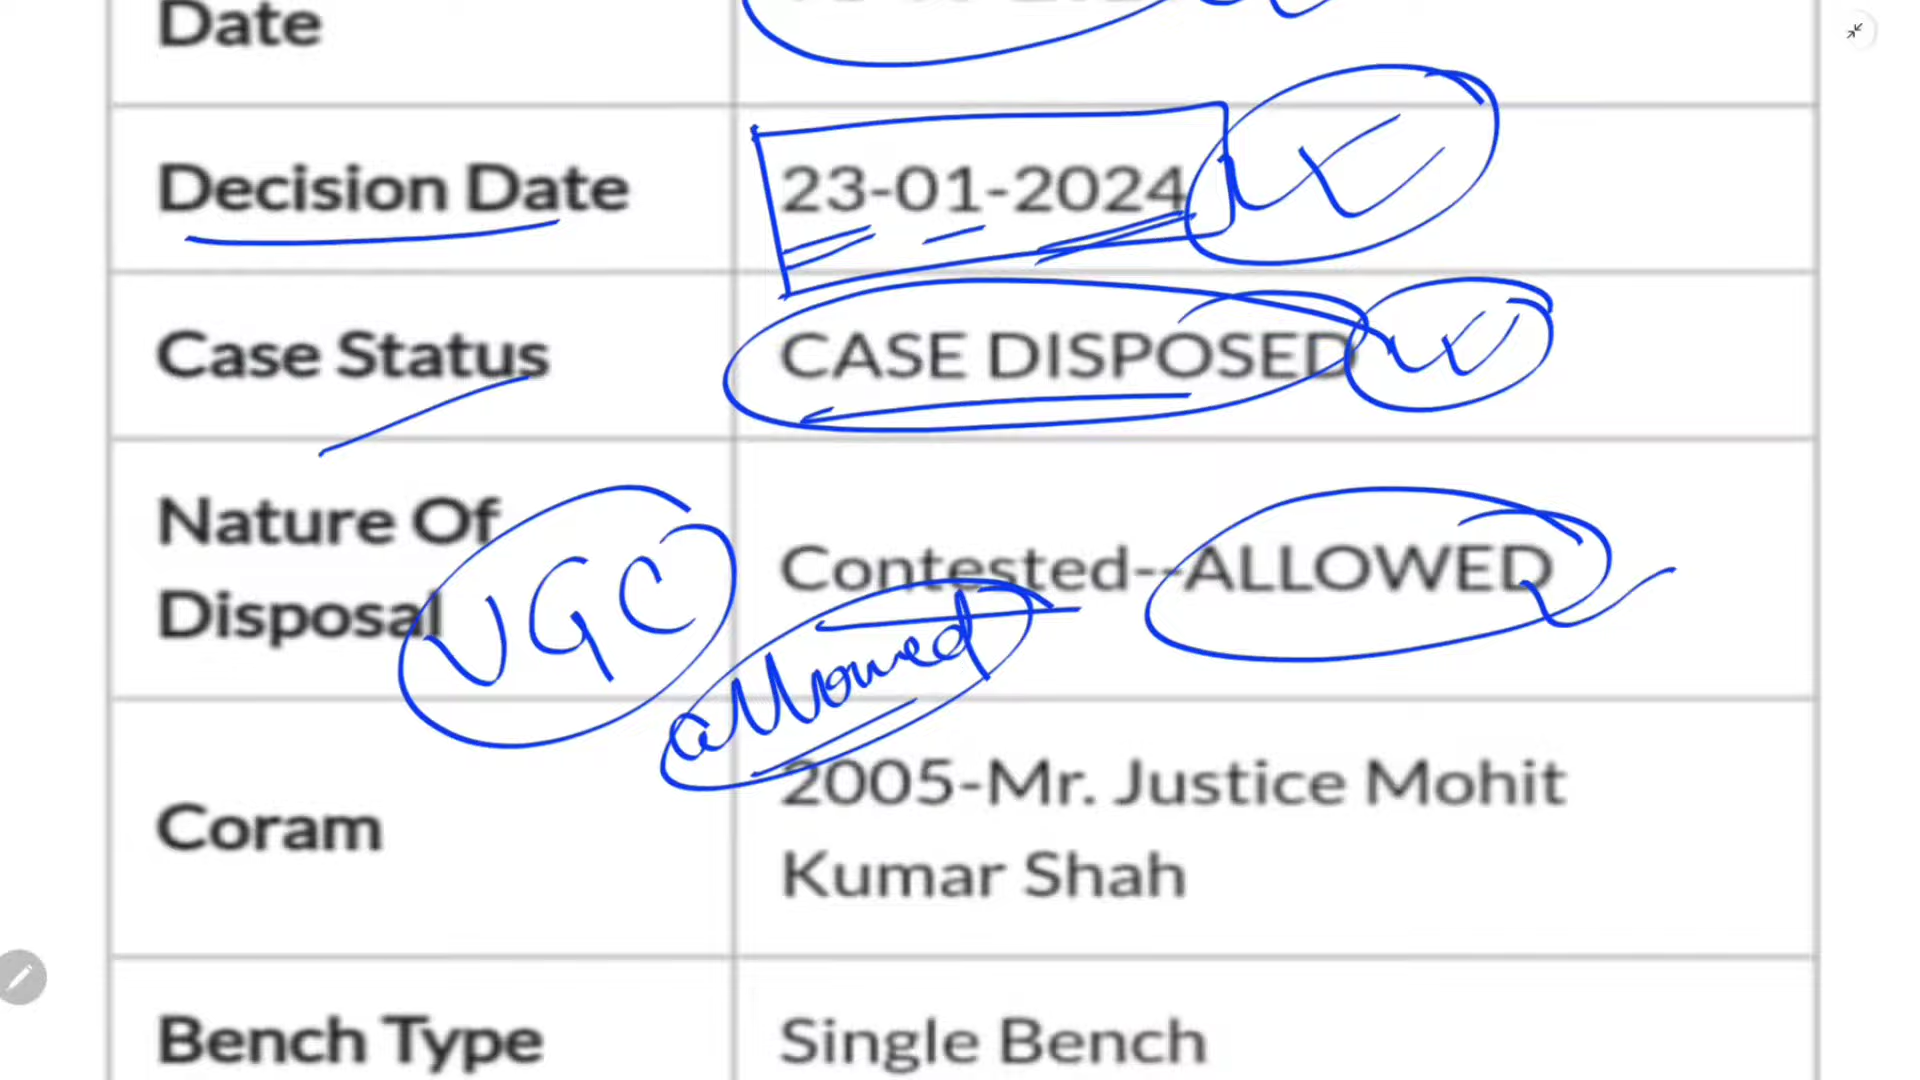 Date
Decision Date 23-01-2024
Case Status CASE DISPOSED
Nature Of
Disposal Contested--ALLOWED
UGC
allowed
Coram 2005-Mr. Justice Mohit
Kumar Shah
Bench Type Single Bench